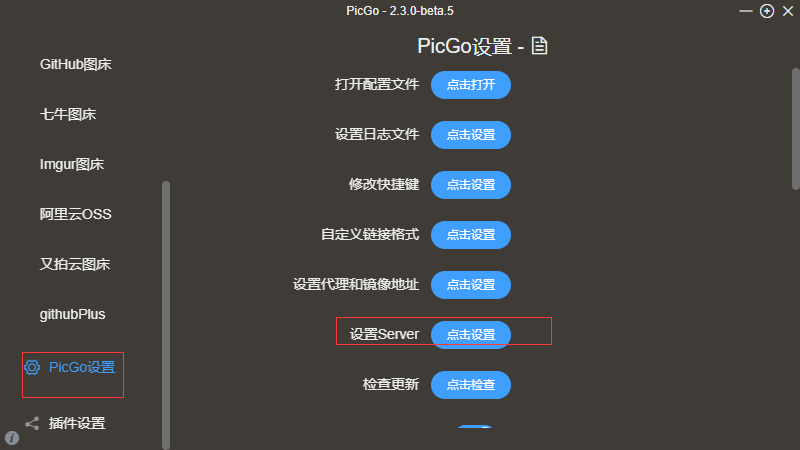 PicGo - 2.3.0-beta.5
GitHub图床
七牛图床
Imgur图床
阿里云OSS
又拍云图床
githubPlus
PicGo设置
插件设置
PicGo设置 -
打开配置文件 点击打开
设置日志文件 点击设置
修改快捷键 点击设置
自定义链接格式 点击设置
设置代理和镜像地址 点击设置
设置Server 点击设置
检查更新 点击检查